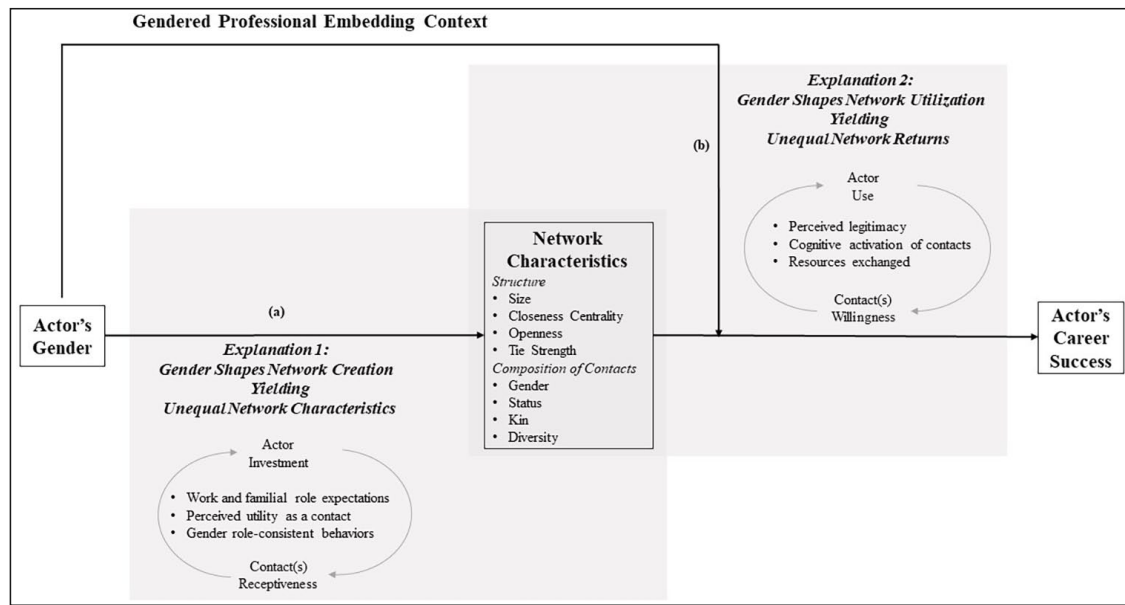 Gendered Professional Embedding Context
Explanation 2:
Gender Shapes Network Utilization
Yielding
Unequal Network Returns
(b)
Actor
Use
• Perceived legitimacy
• Cognitive activation of contacts
• Resources exchanged
Contact(s)
Willingness
Network
Characteristics
Structure
• Size
• Closeness Centrality
• Openness
• Tie Strength
Composition of Contacts
• Gender
• Status
• Kin
• Diversity
Actor's
Gender
(a)
Actor's
Career
Success
Explanation 1:
Gender Shapes Network Creation
Yielding
Unequal Network Characteristics
Actor
Investment
• Work and familial role expectations
• Perceived utility as a contact
• Gender role-consistent behaviors
Contact(s)
Receptiveness